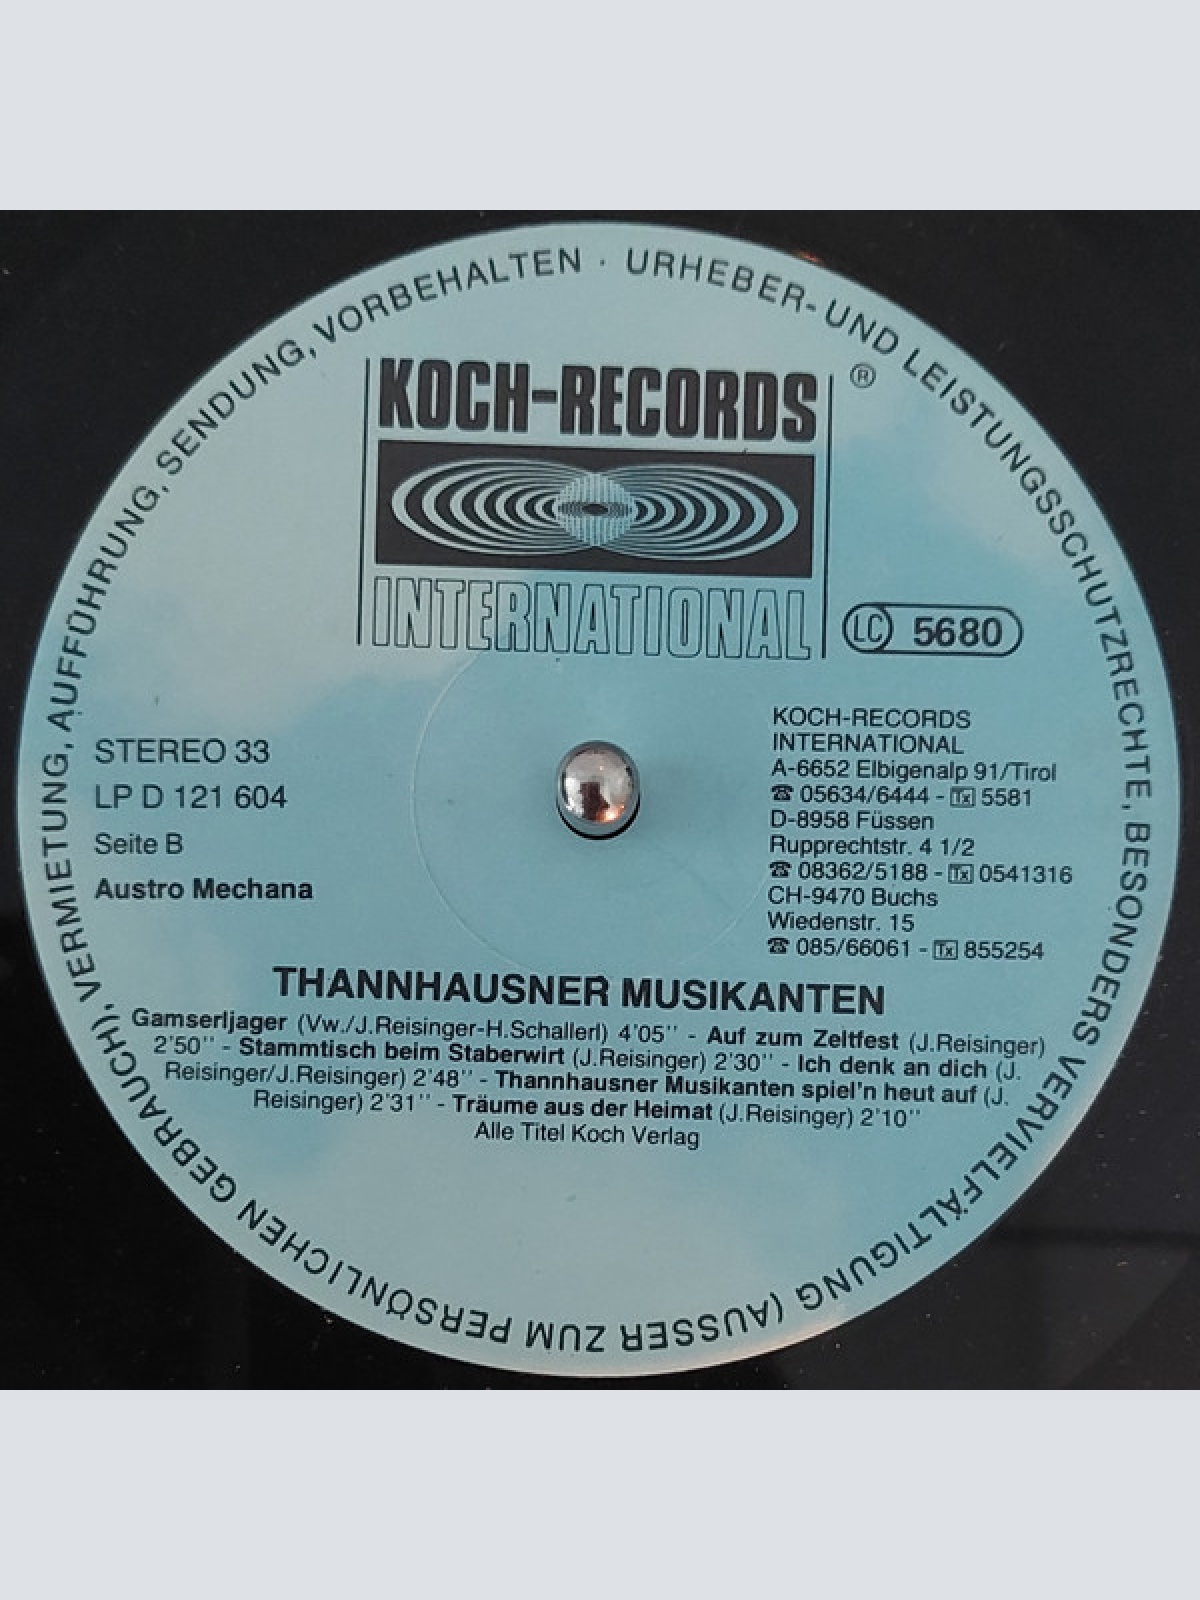 URHEBER- UND LEISTUNGSSCHUTZRECHTE, BESONDERS VERVIELFÄLTIGUNG (AUSSER ZUM PERSÖNLICHEN GEBRAUCH), VERMIETUNG, AUFFÜHRUNG, SENDUNG, VORBEHALTEN ·
KOCH-RECORDS ®
INTERNATIONAL
LC 5680
STEREO 33
LP D 121 604
Seite B
Austro Mechana
KOCH-RECORDS
INTERNATIONAL
A-6652 Elbigenalp 91/Tirol
☎ 05634/6444 - Tx 5581
D-8958 Füssen
Rupprechtstr. 4 1/2
☎ 08362/5188 - Tx 0541316
CH-9470 Buchs
Wiedenstr. 15
☎ 085/66061 - Tx 855254
THANNHAUSNER MUSIKANTEN
Gamserljager (Vw./J.Reisinger-H.Schallerl) 4'05'' - Auf zum Zeltfest (J.Reisinger)
2'50'' - Stammtisch beim Staberwirt (J.Reisinger) 2'30'' - Ich denk an dich (J.
Reisinger/J.Reisinger) 2'48'' - Thannhausner Musikanten spiel'n heut auf (J.
Reisinger) 2'31'' - Träume aus der Heimat (J.Reisinger) 2'10''
Alle Titel Koch Verlag